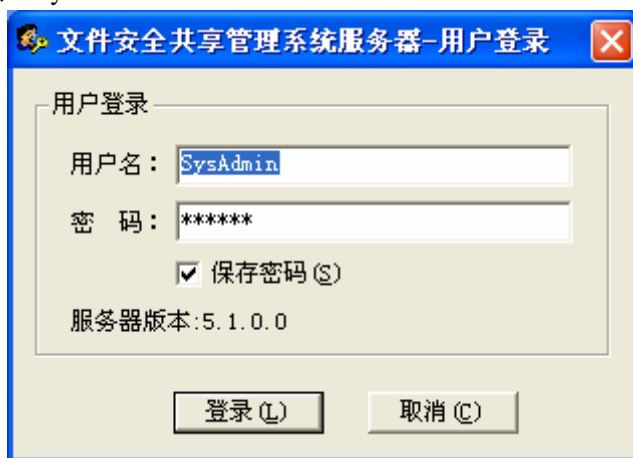 文件安全共享管理系统服务器-用户登录
用户登录
用户名： SysAdmin
密 码： ******
保存密码(S)
服务器版本:5.1.0.0
登录(L) 取消(C)